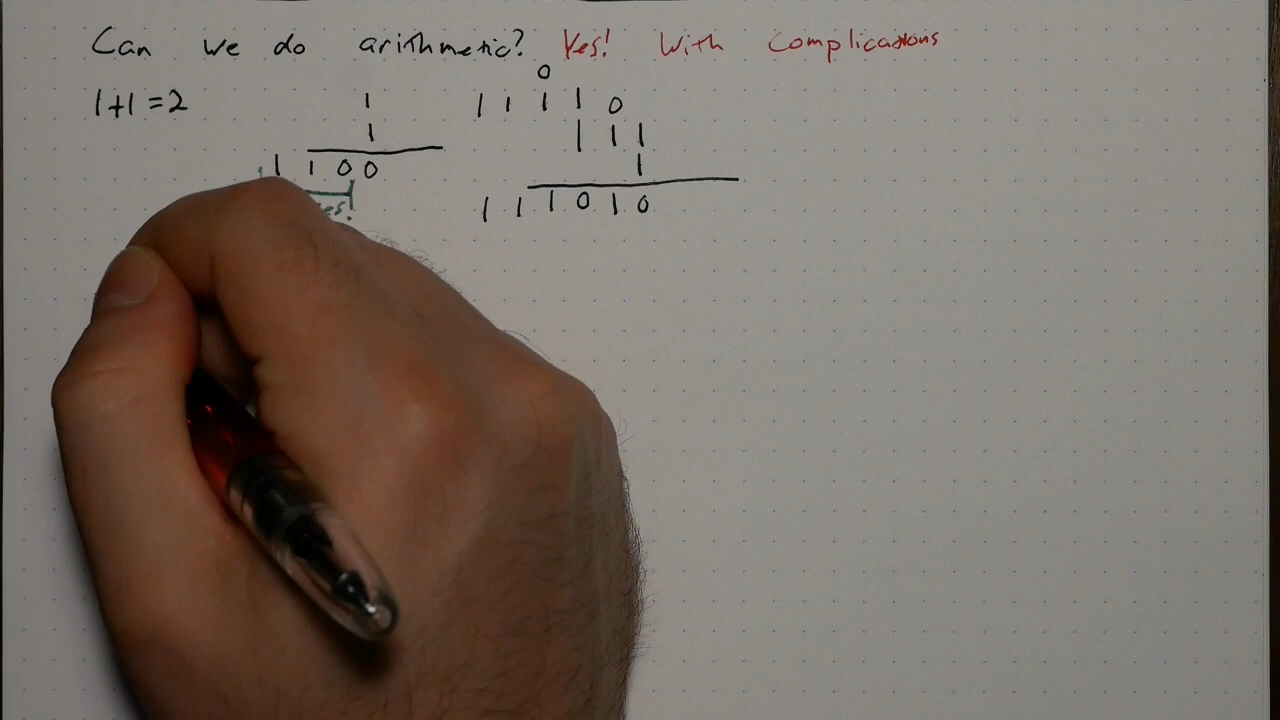 Can we do arithmetic? Yes! With Complications
0
1+1=2 1 1 1 1 1 0
1 1 1 1
1
1 1 0 0
1 1 1 0 1 0